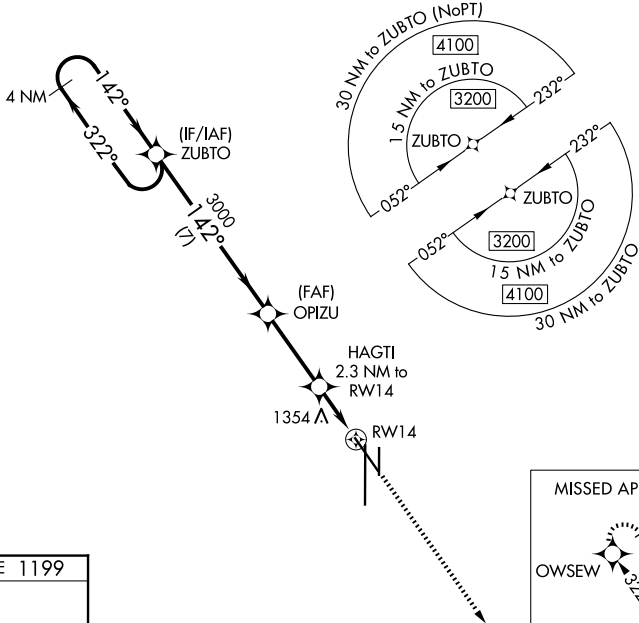 30 NM to ZUBTO (NoPT)
4100
15 NM to ZUBTO
3200
232°
ZUBTO
052°
4 NM
142°
322°
(IF/IAF)
ZUBTO
3000
142°
(7)
232°
ZUBTO
052°
3200
15 NM to ZUBTO
4100
30 NM to ZUBTO
(FAF)
OPIZU
HAGTI
2.3 NM to
RW14
1354
RW14
MISSED AP
OWSEW
E 1199